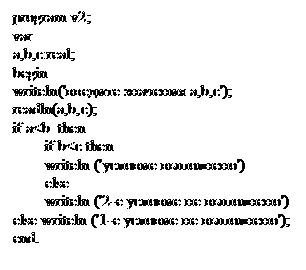 program v2;
var
a,b,c:real;
begin
writeln('введите значения a,b,c');
readln(a,b,c);
if a<b then
if b<c then
writeln ('условие выполнено')
else
writeln ('2-е условие не выполнено')
else writeln ('1-е условие не выполнено');
end.